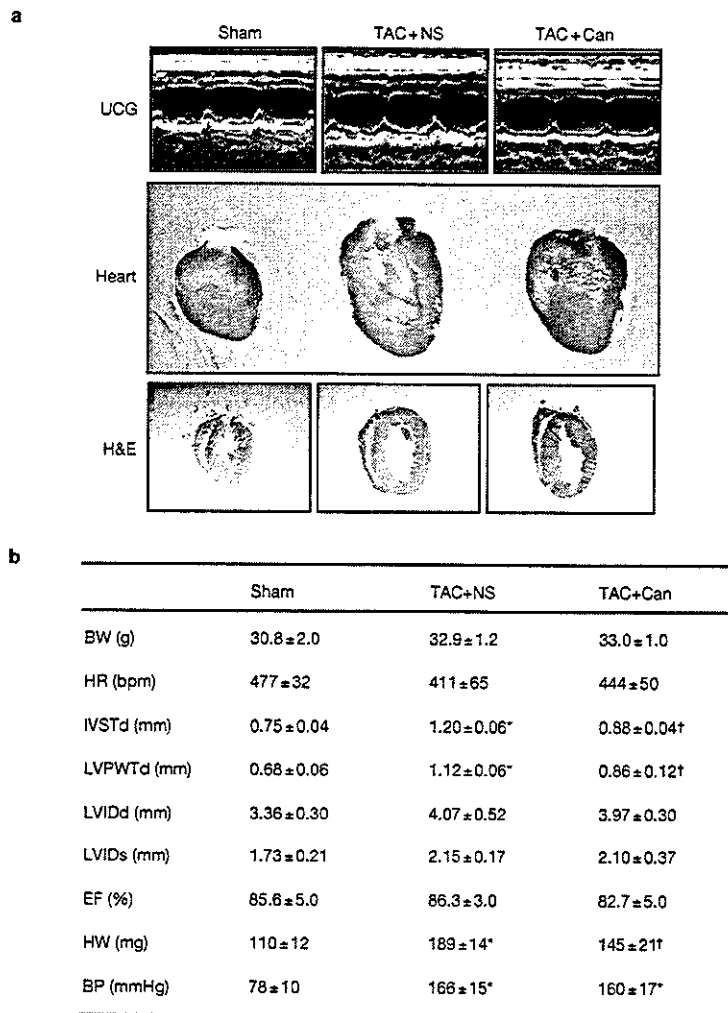 a
Sham TAC+NS TAC+Can
UCG
Heart
H&E
b
Sham TAC+NS TAC+Can
BW (g) 30.8±2.0 32.9±1.2 33.0±1.0
HR (bpm) 477±32 411±65 444±50
IVSTd (mm) 0.75±0.04 1.20±0.06* 0.88±0.04†
LVPWTd (mm) 0.68±0.06 1.12±0.06* 0.86±0.12†
LVIDd (mm) 3.36±0.30 4.07±0.52 3.97±0.30
LVIDs (mm) 1.73±0.21 2.15±0.17 2.10±0.37
EF (%) 85.6±5.0 86.3±3.0 82.7±5.0
HW (mg) 110±12 189±14* 145±21†
BP (mmHg) 78±10 166±15* 160±17*